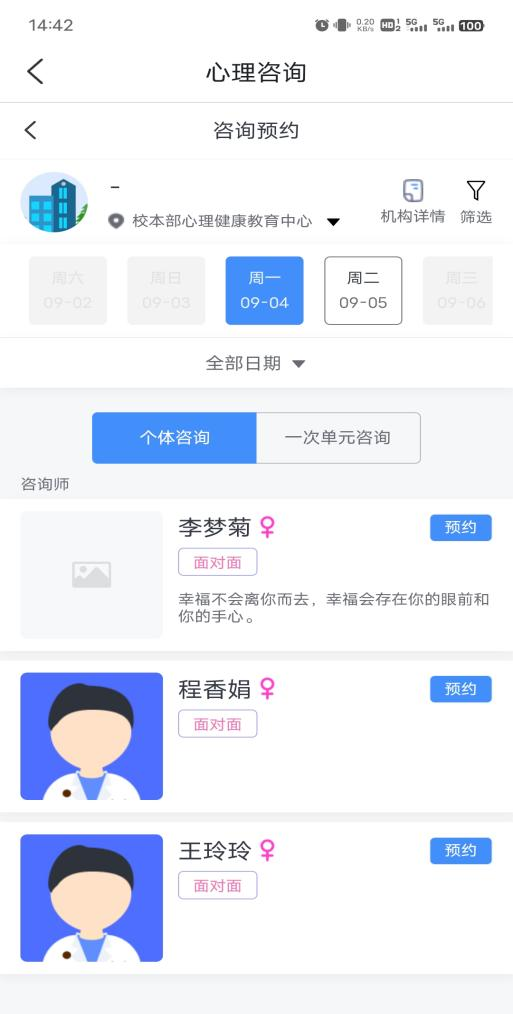 14:42
0.20 KB/s HD 1 2 5G 5G 100
心理咨询
咨询预约
-
校本部心理健康教育中心
机构详情
筛选
周六 周日 周一 周二 周三
09-02 09-03 09-04 09-05 09-06
全部日期
个体咨询 一次单元咨询
咨询师
李梦菊 预约
面对面
幸福不会离你而去，幸福会存在你的眼前和
你的手心。
程香娟 预约
面对面
王玲玲 预约
面对面